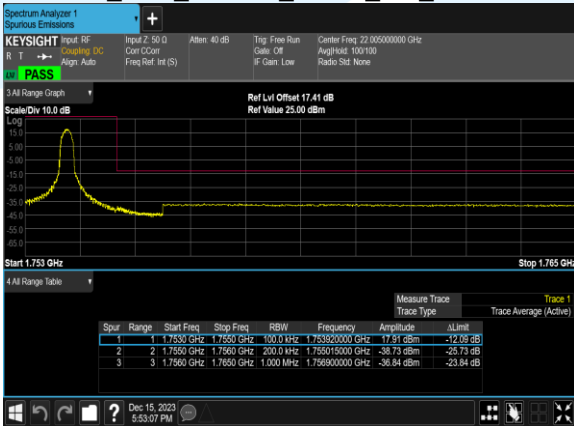 Spectrum Analyzer 1
Spurious Emissions
KEYSIGHT Input: RF
R T Coupling: DC
Align: Auto
Input Z: 50 Ω
Corr CCorr
Freq Ref: Int (S)
Atten: 40 dB
Trig: Free Run
Gate: Off
IF Gain: Low
Center Freq: 22.005000000 GHz
Avg|Hold: 100/100
Radio Std: None
PASS
3 All Range Graph
Ref Lvl Offset 17.41 dB
Scale/Div 10.0 dB
Ref Value 25.00 dBm
Log
15.0
5.00
-5.00
-15.0
-25.0
-35.0
-45.0
-55.0
-65.0
Start 1.753 GHz
Stop 1.765 GHz
4 All Range Table
Measure Trace Trace 1
Trace Type Trace Average (Active)
Spur Range Start Freq Stop Freq RBW Frequency Amplitude ΔLimit
1 1 1.7530 GHz 1.7550 GHz 100.0 kHz 1.753920000 GHz 17.91 dBm -12.09 dB
2 2 1.7550 GHz 1.7560 GHz 200.0 kHz 1.755015000 GHz -38.73 dBm -25.73 dB
3 3 1.7560 GHz 1.7650 GHz 1.000 MHz 1.756900000 GHz -36.84 dBm -23.84 dB
Dec 15, 2023
5:53:07 PM